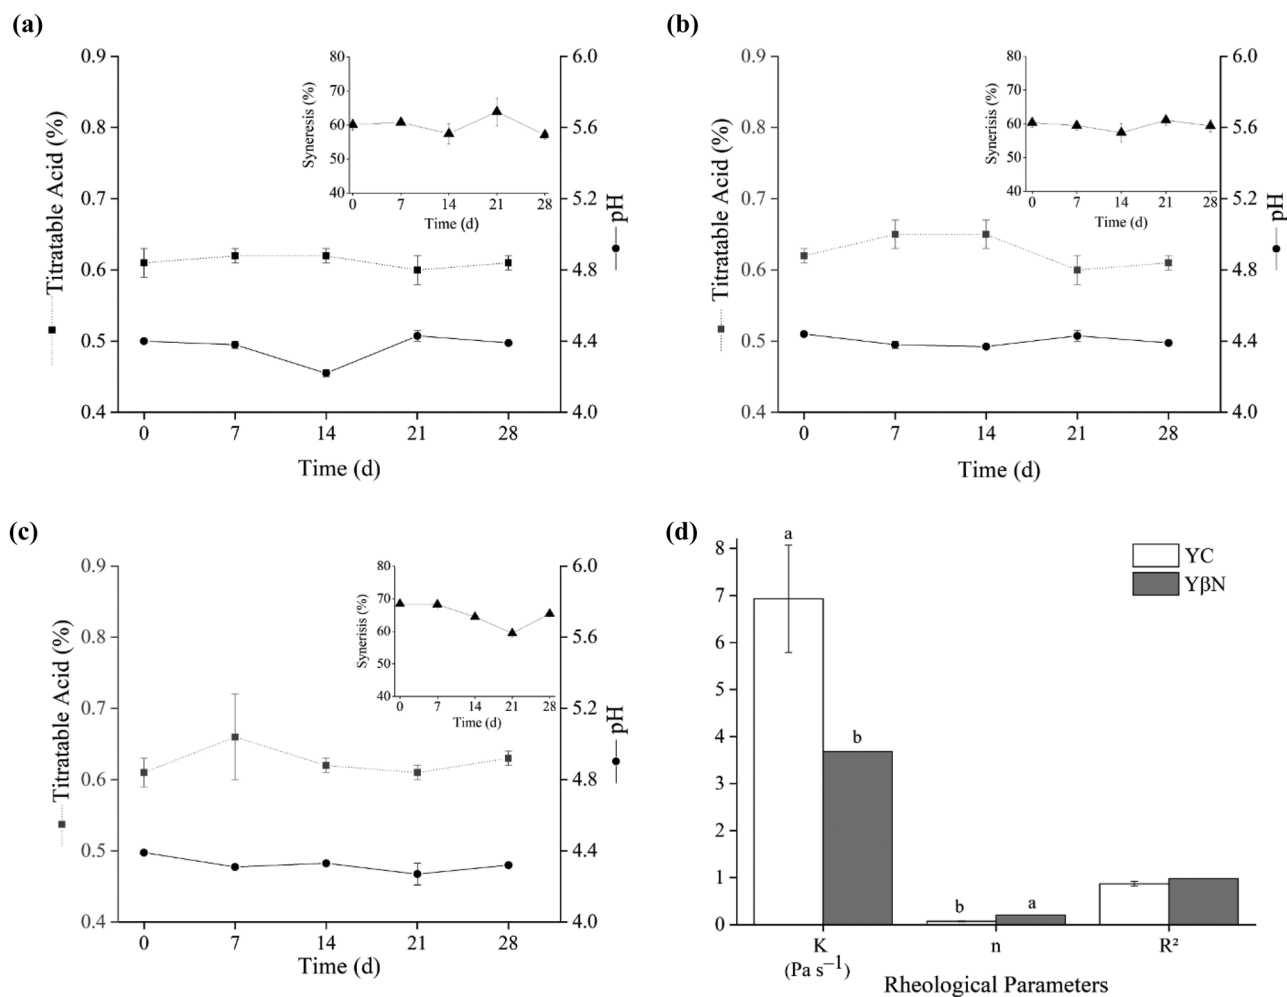 (a)
0.9
0.8
0.7
0.6
0.5
0.4
Titratable Acid (%)
6.0
5.6
5.2
4.8
4.4
4.0
pH
0 7 14 21 28
Time (d)
80
70
60
50
40
Syneresis (%)
0 7 14 21 28
Time (d)
(b)
0.9
0.8
0.7
0.6
0.5
0.4
Titratable Acid (%)
6.0
5.6
5.2
4.8
4.4
4.0
pH
0 7 14 21 28
Time (d)
80
70
60
50
40
Synerisis (%)
0 7 14 21 28
Time (d)
(c)
0.9
0.8
0.7
0.6
0.5
0.4
Titratable Acid (%)
6.0
5.6
5.2
4.8
4.4
4.0
pH
0 7 14 21 28
Time (d)
80
70
60
50
40
Synerisis (%)
0 7 14 21 28
Time (d)
(d)
8
7
6
5
4
3
2
1
0
a
b
b
a
YC
YβN
K n R²
(Pa s⁻¹)
Rheological Parameters